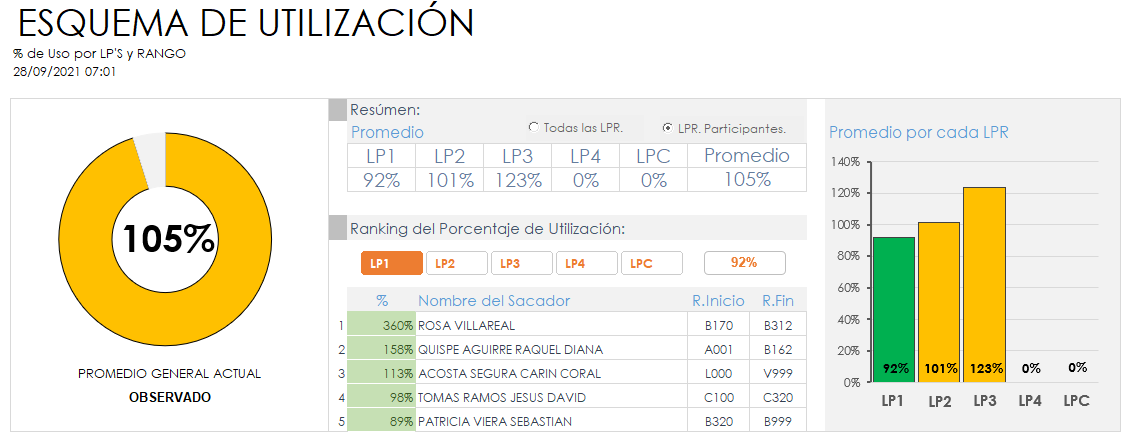 ESQUEMA DE UTILIZACIÓN
% de Uso por LP'S y RANGO
28/09/2021 07:01
105%
PROMEDIO GENERAL ACTUAL
OBSERVADO
Resúmen:
Promedio
Todas las LPR. LPR. Participantes.
LP1 LP2 LP3 LP4 LPC Promedio
92% 101% 123% 0% 0% 105%
Ranking del Porcentaje de Utilización:
LP1 LP2 LP3 LP4 LPC 92%
% Nombre del Sacador R.Inicio R.Fin
1 360% ROSA VILLAREAL B170 B312
2 158% QUISPE AGUIRRE RAQUEL DIANA A001 B162
3 113% ACOSTA SEGURA CARIN CORAL L000 V999
4 98% TOMAS RAMOS JESUS DAVID C100 C320
5 89% PATRICIA VIERA SEBASTIAN B320 B999
Promedio por cada LPR
140%
120%
100%
80%
60%
40%
20%
0%
92% 101% 123% 0% 0%
LP1 LP2 LP3 LP4 LPC